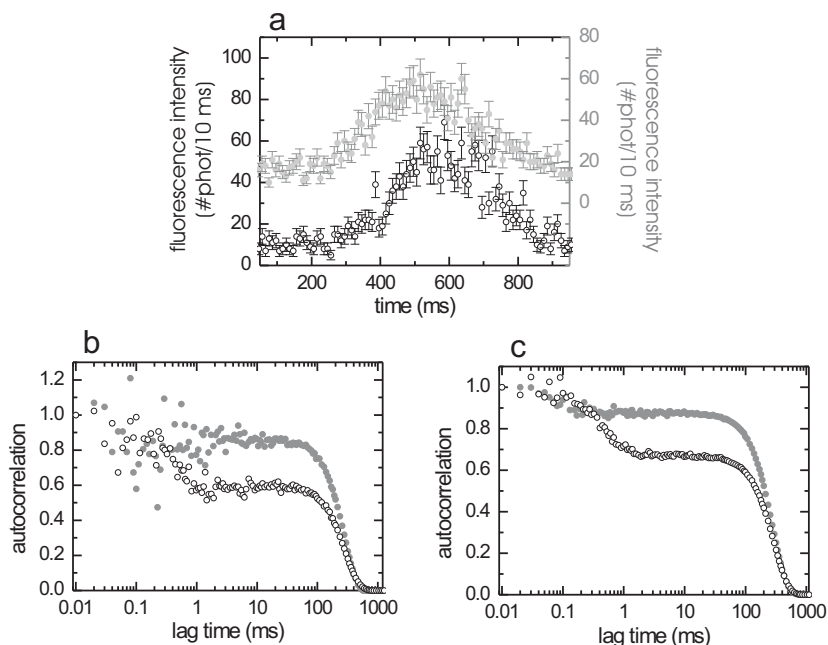 a
fluorescence intensity
(#phot/10 ms)
100
80
60
40
20
0
80
60
40
20
0
fluorescence intensity
(#phot/10 ms)
200 400 600 800
time (ms)
b
autocorrelation
1.2
1.0
0.8
0.6
0.4
0.2
0.0
0.01 0.1 1 10 100 1000
lag time (ms)
c
autocorrelation
1.0
0.8
0.6
0.4
0.2
0.0
0.01 0.1 1 10 100 1000
lag time (ms)